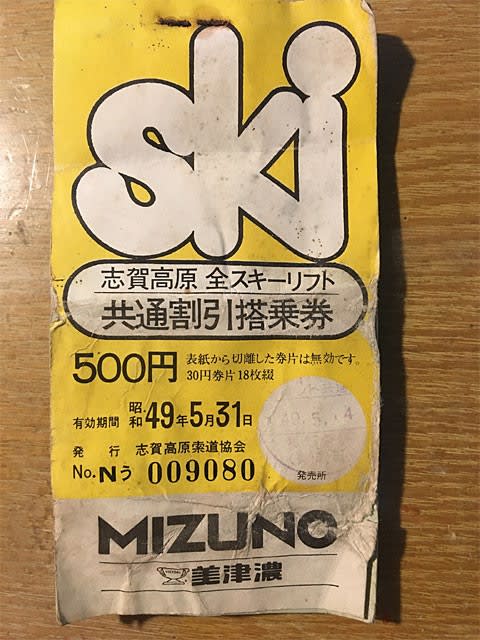 ski
志賀高原 全スキーリフト
共通割引搭乗券
500円 表紙から切離した券片は無効です。
30円券片18枚綴
有効期間 昭和49年5月31日
発行 志賀高原索道協会
No. Nう 009080
発売所
MIZUNO
美津濃